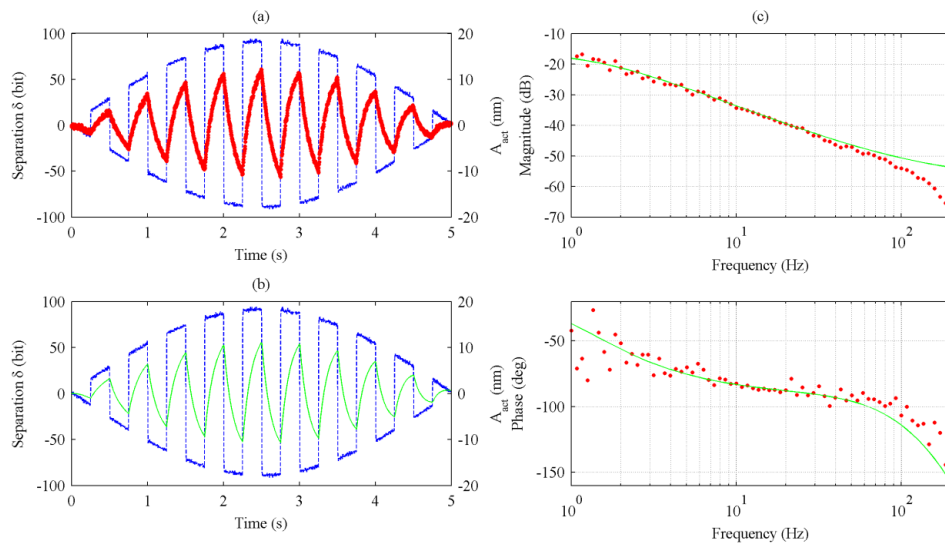 (a)
100
50
0
-50
-100
Separation δ (bit)
20
10
0
-10
-20
A_act (nm)
0 1 2 3 4 5
Time (s)
(b)
100
50
0
-50
-100
Separation δ (bit)
20
10
0
-10
-20
A_act (nm)
0 1 2 3 4 5
Time (s)
(c)
-10
-20
-30
-40
-50
-60
-70
Magnitude (dB)
10^0 10^1 10^2
Frequency (Hz)
-50
-100
-150
Phase (deg)
10^0 10^1 10^2
Frequency (Hz)